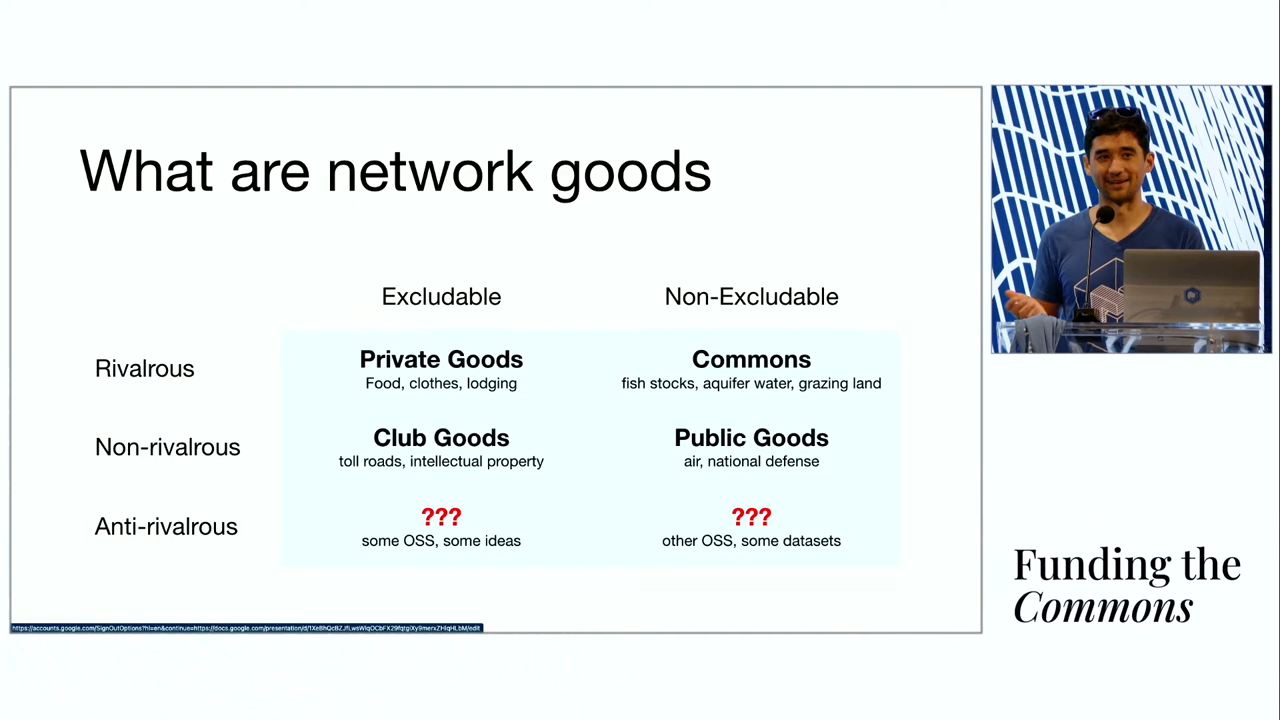 What are network goods
Excludable
Non-Excludable
Rivalrous
Private Goods
Food, clothes, lodging
Commons
fish stocks, aquifer water, grazing land
Non-rivalrous
Club Goods
toll roads, intellectual property
Public Goods
air, national defense
Anti-rivalrous
???
some OSS, some ideas
???
other OSS, some datasets
Funding the
Commons